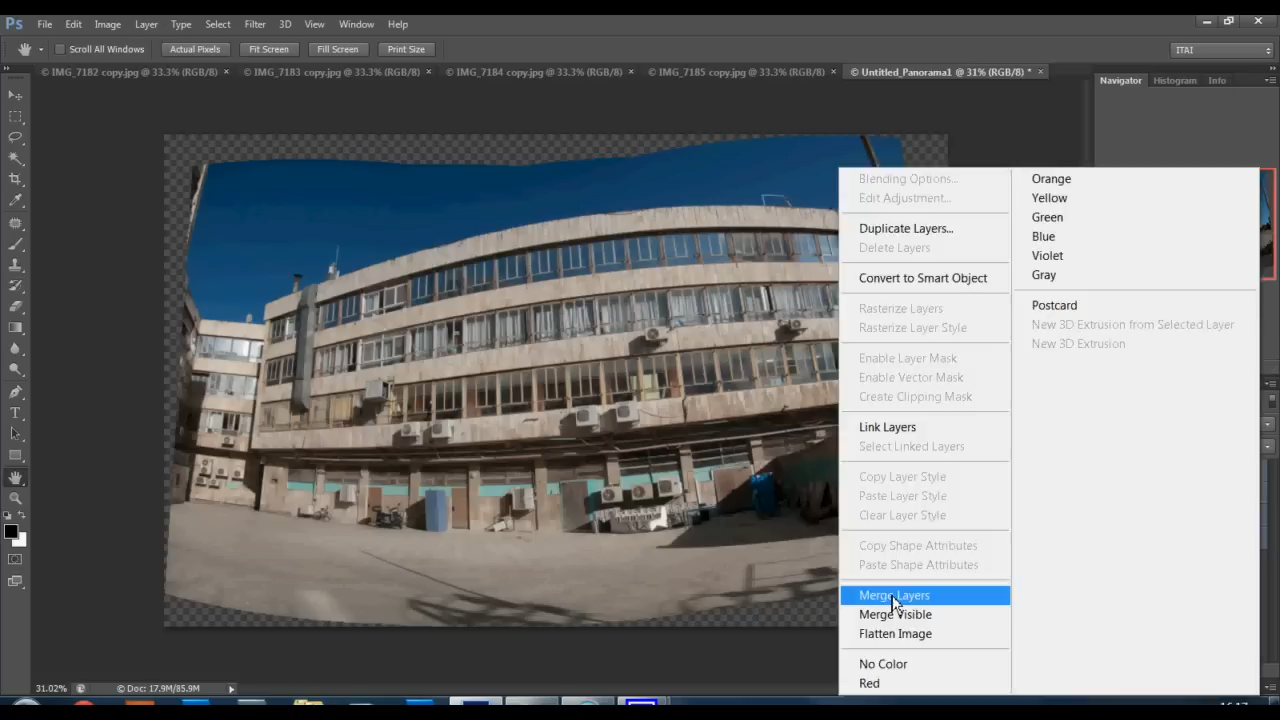 Ps File Edit Image Layer Type Select Filter 3D View Window Help
Scroll All Windows Actual Pixels Fit Screen Fill Screen Print Size ITAI
© IMG_7182 copy.jpg @ 33.3% (RGB/8) × © IMG_7183 copy.jpg @ 33.3% (RGB/8) × © IMG_7184 copy.jpg @ 33.3% (RGB/8) × © IMG_7185 copy.jpg @ 33.3% (RGB/8) × © Untitled_Panorama1 @ 31% (RGB/8) * ×
Navigator Histogram Info
Blending Options...
Edit Adjustment...
Duplicate Layers...
Delete Layers
Convert to Smart Object
Rasterize Layers
Rasterize Layer Style
Enable Layer Mask
Enable Vector Mask
Create Clipping Mask
Link Layers
Select Linked Layers
Copy Layer Style
Paste Layer Style
Clear Layer Style
Copy Shape Attributes
Paste Shape Attributes
Merge Layers
Merge Visible
Flatten Image
No Color
Red
Orange
Yellow
Green
Blue
Violet
Gray
Postcard
New 3D Extrusion from Selected Layer
New 3D Extrusion
31.02% © Doc: 17.9M/85.9M